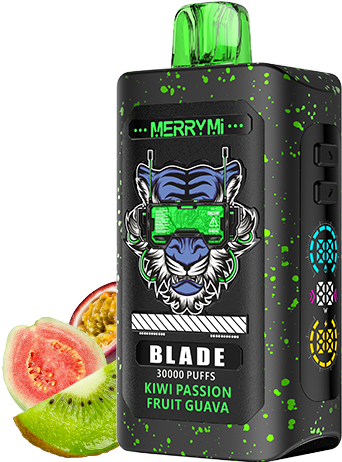 MERRYMi
BLADE
30000 PUFFS
KIWI PASSION
FRUIT GUAVA